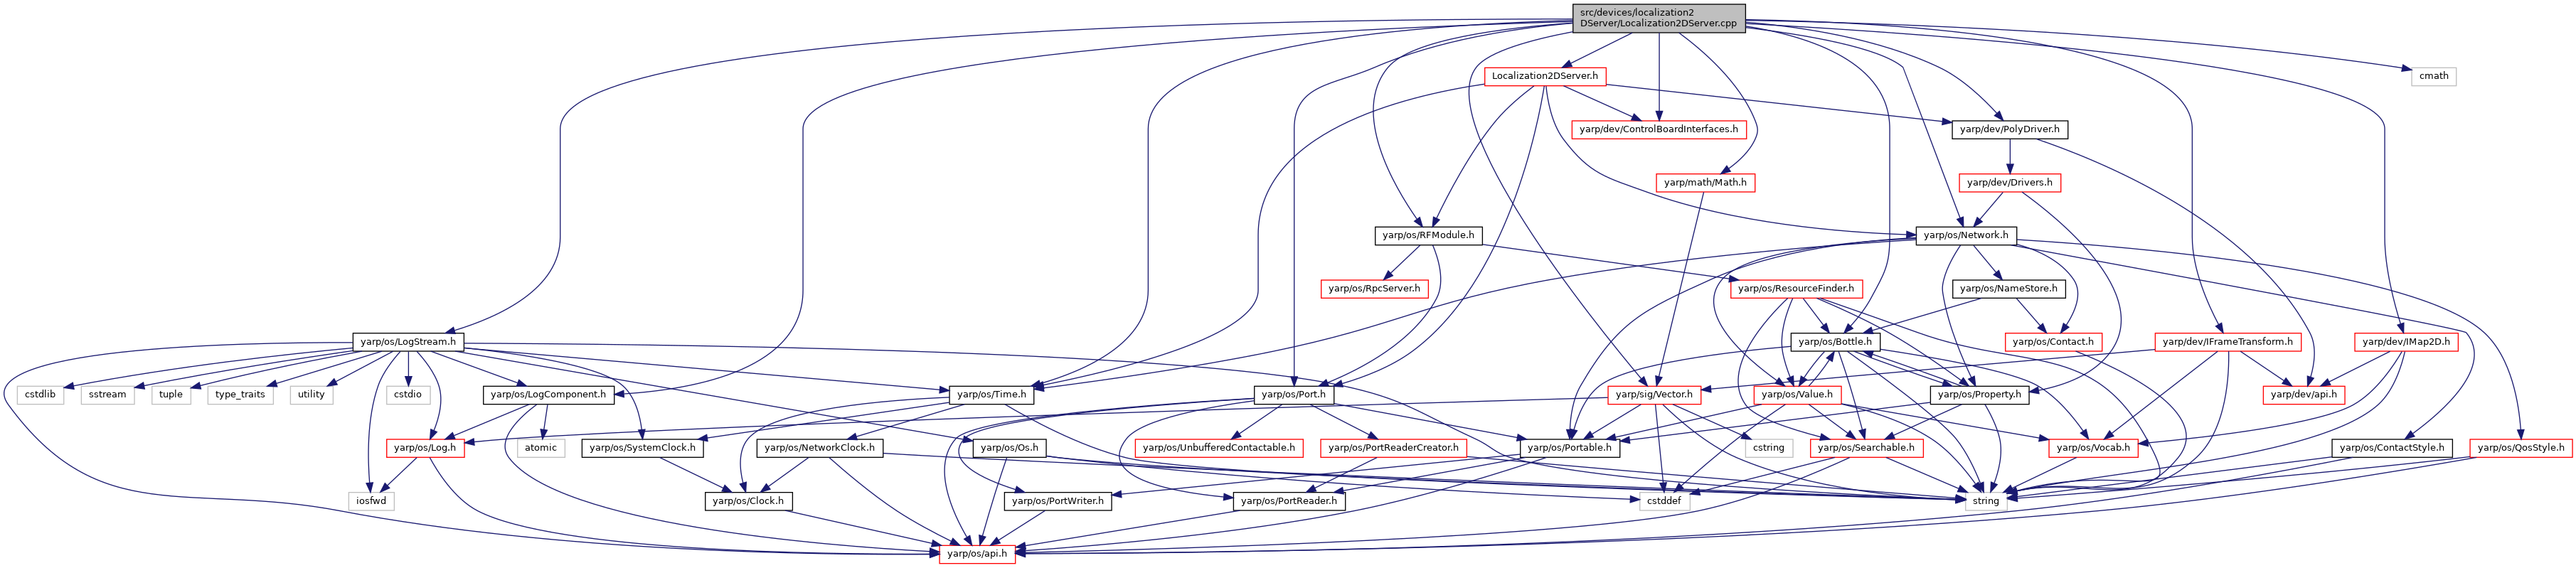 src/devices/localization2
DServer/Localization2DServer.cpp
Localization2DServer.h
cmath
yarp/dev/ControlBoardInterfaces.h
yarp/dev/PolyDriver.h
yarp/math/Math.h
yarp/dev/Drivers.h
yarp/os/RFModule.h
yarp/os/Network.h
yarp/os/RpcServer.h
yarp/os/ResourceFinder.h
yarp/os/NameStore.h
yarp/os/LogStream.h
yarp/os/Bottle.h
yarp/os/Contact.h
yarp/dev/IFrameTransform.h
yarp/dev/IMap2D.h
cstdlib
sstream
tuple
type_traits
utility
cstdio
yarp/os/LogComponent.h
yarp/os/Time.h
yarp/os/Port.h
yarp/sig/Vector.h
yarp/os/Value.h
yarp/os/Property.h
yarp/dev/api.h
yarp/os/Log.h
atomic
yarp/os/SystemClock.h
yarp/os/NetworkClock.h
yarp/os/Os.h
yarp/os/UnbufferedContactable.h
yarp/os/PortReaderCreator.h
yarp/os/Portable.h
cstring
yarp/os/Searchable.h
yarp/os/Vocab.h
yarp/os/ContactStyle.h
yarp/os/QosStyle.h
iosfwd
yarp/os/Clock.h
yarp/os/PortWriter.h
yarp/os/PortReader.h
cstddef
string
yarp/os/api.h